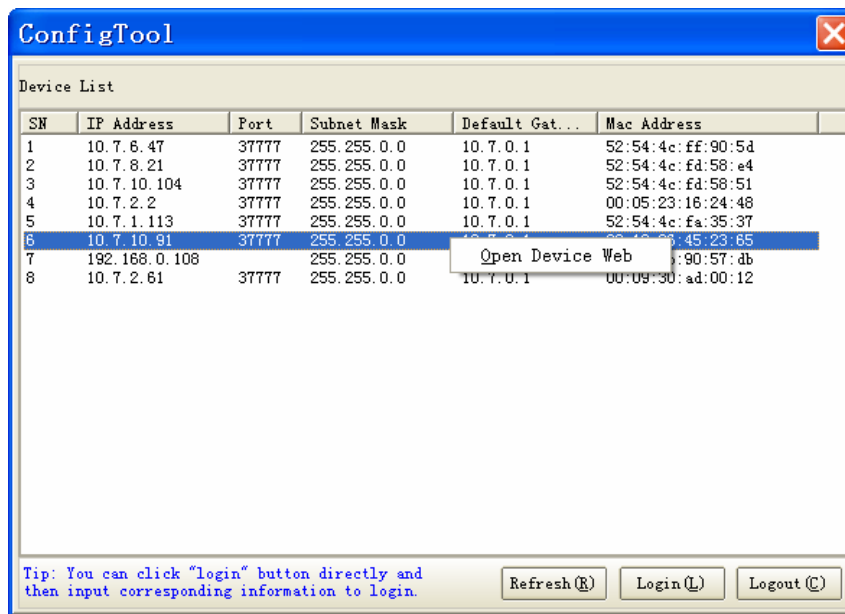 ConfigTool
Device List
SN IP Address Port Subnet Mask Default Gat... Mac Address
1 10.7.6.47 37777 255.255.0.0 10.7.0.1 52:54:4c:ff:90:5d
2 10.7.8.21 37777 255.255.0.0 10.7.0.1 52:54:4c:fd:58:e4
3 10.7.10.104 37777 255.255.0.0 10.7.0.1 52:54:4c:fd:58:51
4 10.7.2.2 37777 255.255.0.0 10.7.0.1 00:05:23:16:24:48
5 10.7.1.113 37777 255.255.0.0 10.7.0.1 52:54:4c:fa:35:37
6 10.7.10.91 37777 255.255.0.0 :45:23:65
Open Device Web
7 192.168.0.108 255.255.0.0 :90:57:db
8 10.7.2.61 37777 255.255.0.0 10.7.0.1 00:09:30:ad:00:12
Tip: You can click "login" button directly and
then input corresponding information to login.
Refresh(R) Login(L) Logout(C)